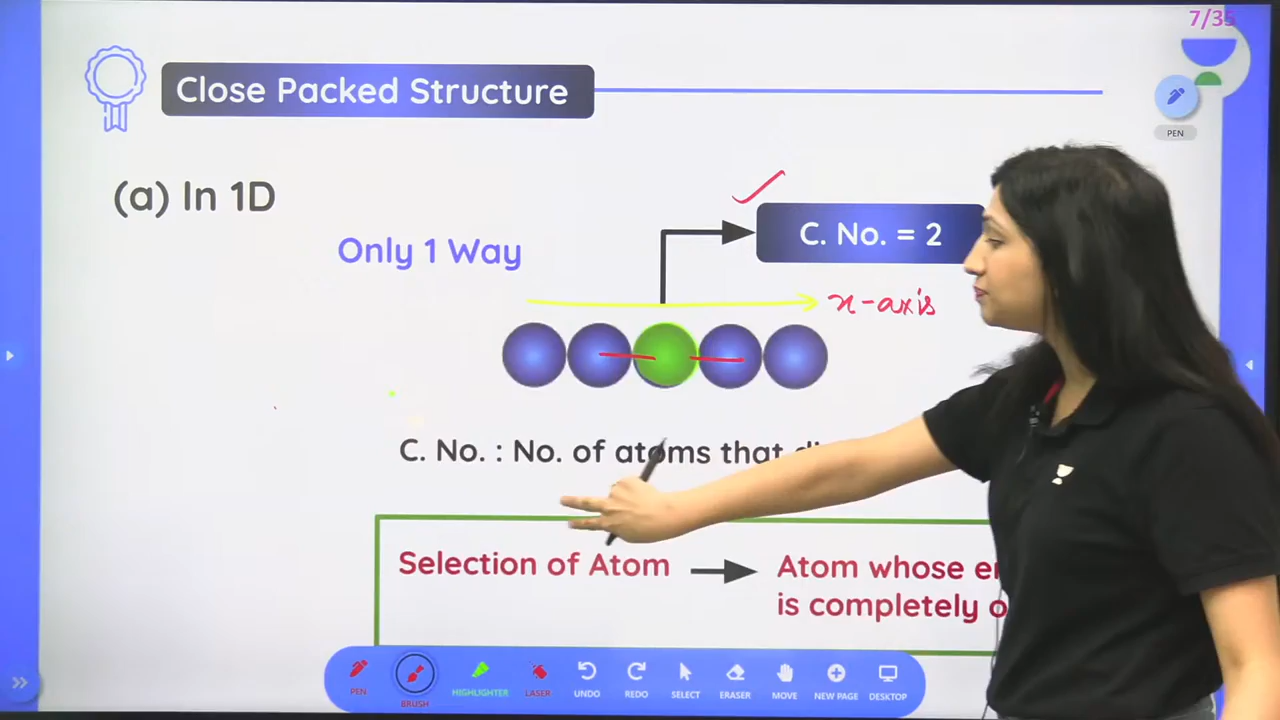 7/35
Close Packed Structure
PEN
(a) In 1D
Only 1 Way
C. No. = 2
x-axis
C. No. : No. of atoms that
Selection of Atom
Atom whose
is completely
PEN
BRUSH
HIGHLIGHTER
LASER
UNDO
REDO
SELECT
ERASER
MOVE
NEW PAGE
DESKTOP